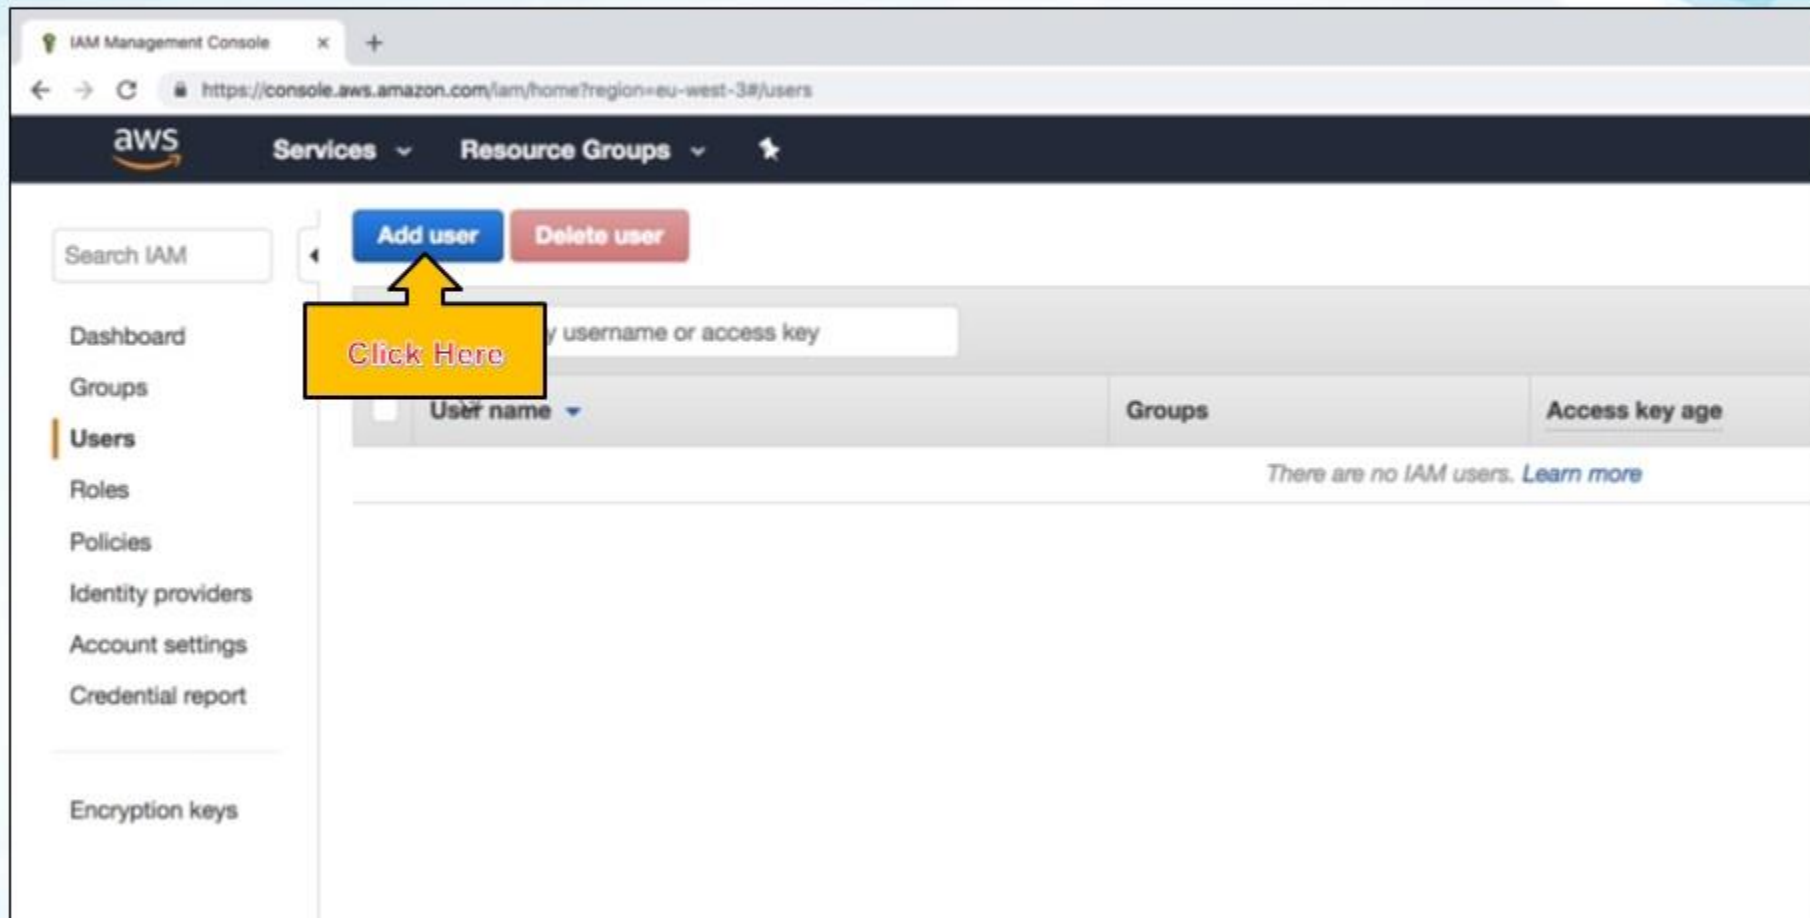 IAM Management Console
https://console.aws.amazon.com/iam/home?region=eu-west-3#/users
aws
Services
Resource Groups
Search IAM
Add user
Delete user
Click Here
y username or access key
Dashboard
Groups
Users
Roles
Policies
Identity providers
Account settings
Credential report
Encryption keys
User name
Groups
Access key age
There are no IAM users. Learn more